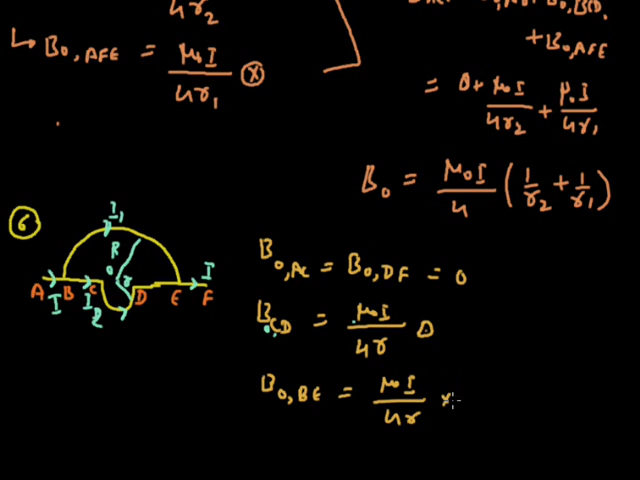 4r₂
↳ B₀,AFE = μ₀I / 4r₁ ⊗
+ B₀,AFE
= 0 + μ₀I / 4r₂ + μ₀I / 4r₁
B₀ = μ₀I / 4 (1/r₂ + 1/r₁)
6
I₁
R
O
r
A B C D E F
I
I₂
I
B₀,AC = B₀,DF = 0
B₀,CD = μ₀I / 4r
B₀,BE = μ₀I / 4r